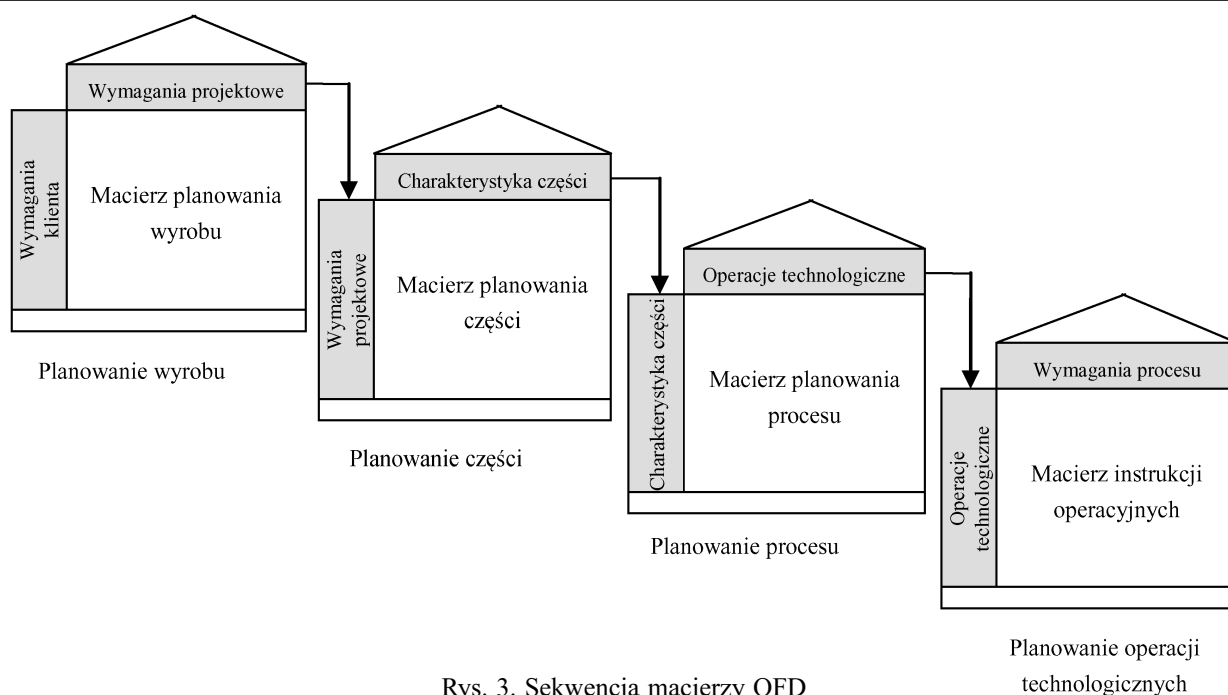 Wymagania projektowe
Wymagania
klienta
Macierz planowania
wyrobu
Planowanie wyrobu
Charakterystyka części
Wymagania
projektowe
Macierz planowania
części
Planowanie części
Operacje technologiczne
Charakterystyka części
Macierz planowania
procesu
Planowanie procesu
Wymagania procesu
Operacje
technologiczne
Macierz instrukcji
operacyjnych
Planowanie operacji
technologicznych
Rys. 3. Sekwencja macierzy QFD